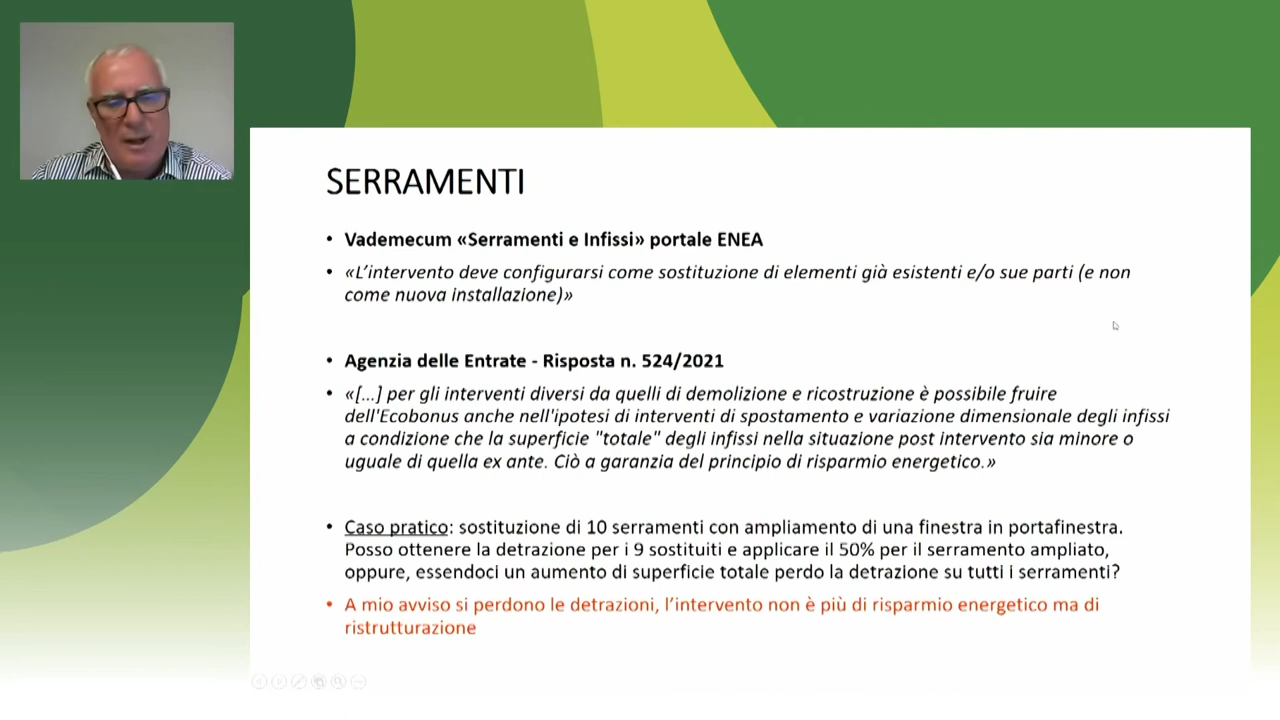 SERRAMENTI
• Vademecum «Serramenti e Infissi» portale ENEA
• «L'intervento deve configurarsi come sostituzione di elementi già esistenti e/o sue parti (e non
come nuova installazione)»
• Agenzia delle Entrate - Risposta n. 524/2021
• «[...] per gli interventi diversi da quelli di demolizione e ricostruzione è possibile fruire
dell'Ecobonus anche nell'ipotesi di interventi di spostamento e variazione dimensionale degli infissi
a condizione che la superficie "totale" degli infissi nella situazione post intervento sia minore o
uguale di quella ex ante. Ciò a garanzia del principio di risparmio energetico.»
• Caso pratico: sostituzione di 10 serramenti con ampliamento di una finestra in portafinestra.
Posso ottenere la detrazione per i 9 sostituiti e applicare il 50% per il serramento ampliato,
oppure, essendoci un aumento di superficie totale perdo la detrazione su tutti i serramenti?
• A mio avviso si perdono le detrazioni, l'intervento non è più di risparmio energetico ma di
ristrutturazione